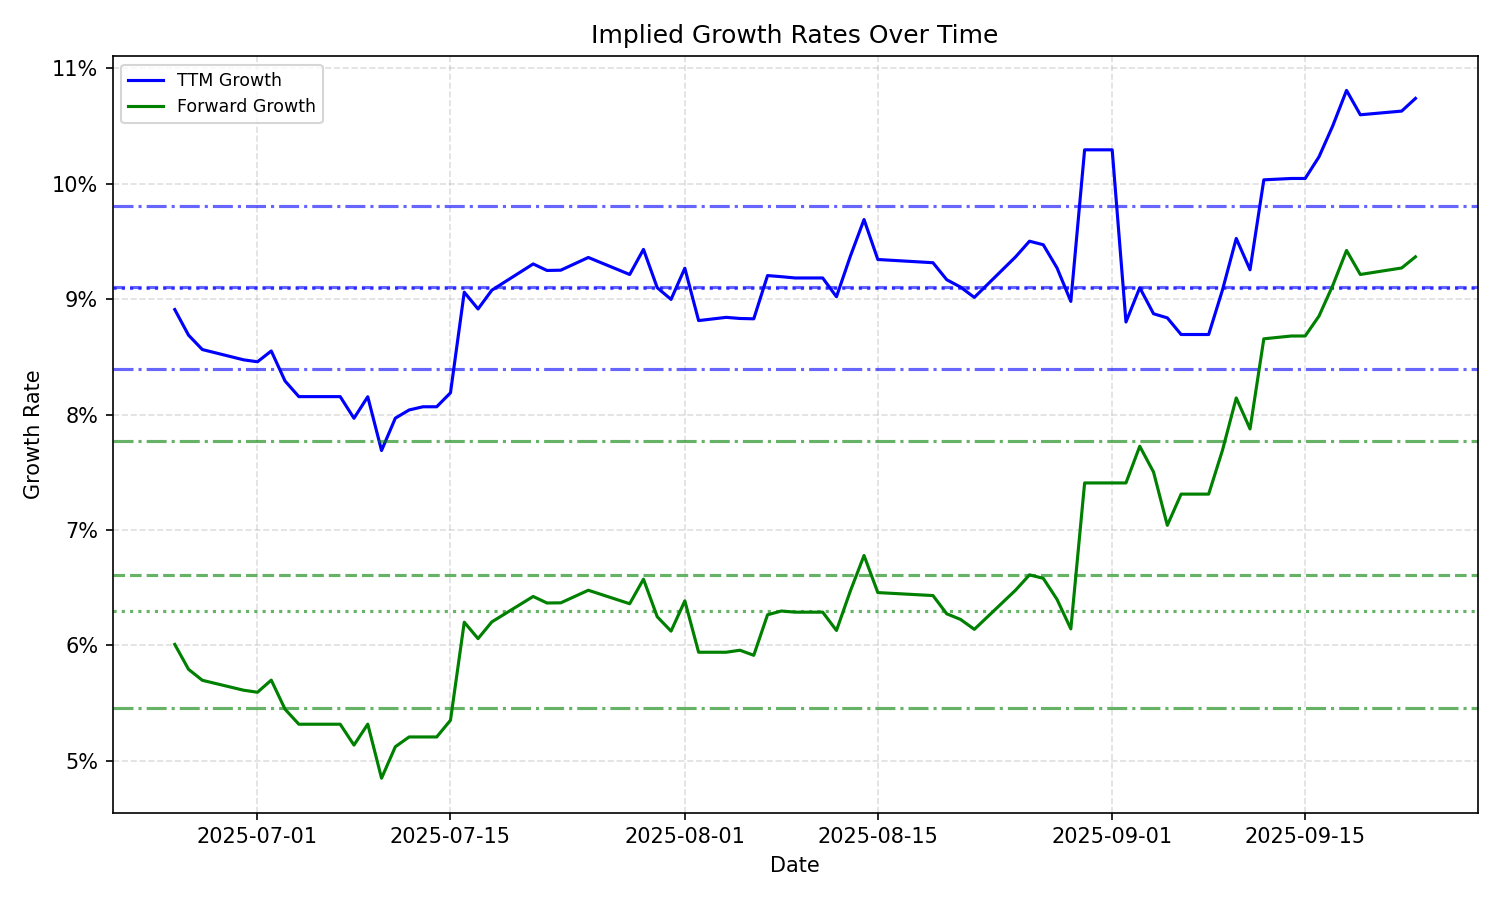 Implied Growth Rates Over Time
TTM Growth
Forward Growth
11%
10%
9%
8%
7%
6%
5%
Growth Rate
2025-07-01
2025-07-15
2025-08-01
2025-08-15
2025-09-01
2025-09-15
Date